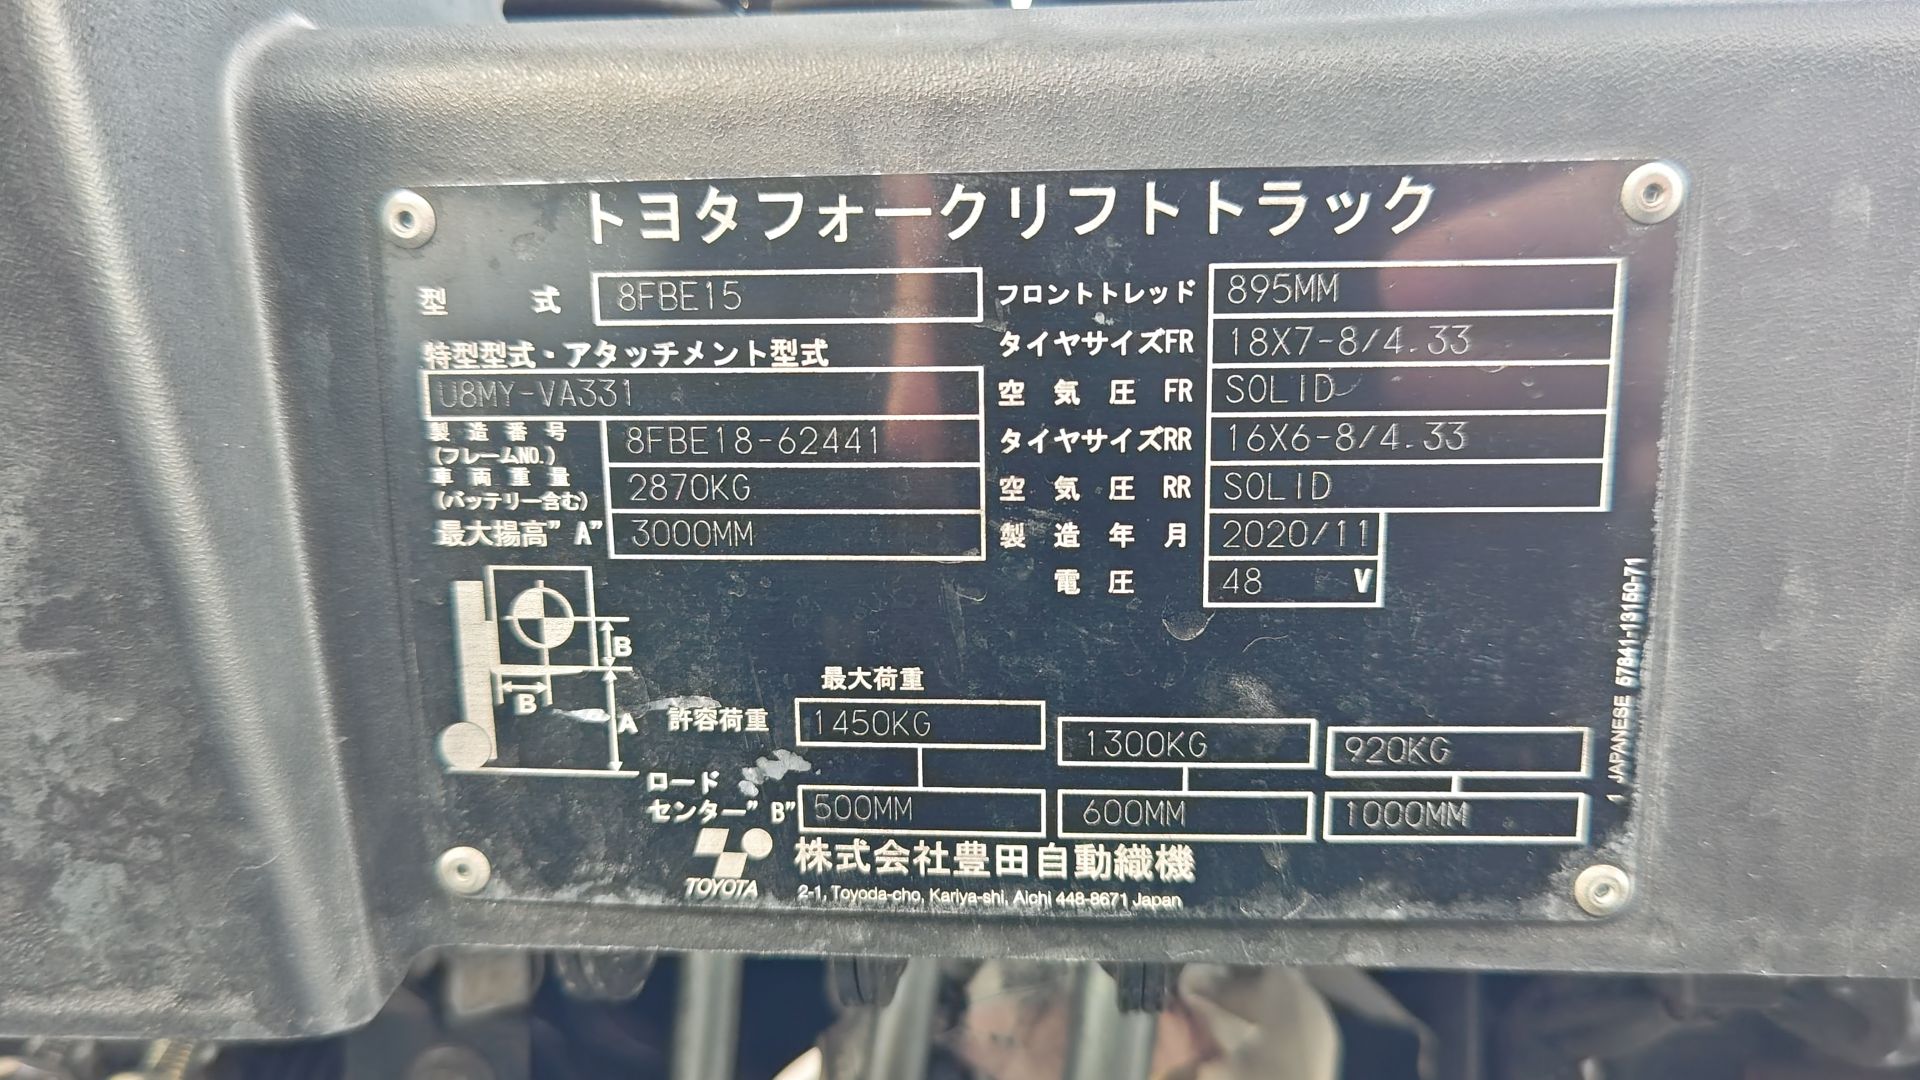 トヨタフォークリフトトラック
型式 8FBE15
特型型式・アタッチメント型式
U8MY-VA331
製造番号
(フレームNO.) 8FBE18-62441
車両重量
(バッテリー含む) 2870KG
最大揚高"A" 3000MM
フロントトレッド 895MM
タイヤサイズFR 18X7-8/4.33
空気圧 FR SOLID
タイヤサイズRR 16X6-8/4.33
空気圧 RR SOLID
製造年月 2020/11
電圧 48 V
B
B
A
最大荷重
許容荷重 1450KG 1300KG 920KG
ロード
センター"B" 500MM 600MM 1000MM
TOYOTA
株式会社豊田自動織機
2-1, Toyoda-cho, Kariya-shi, Aichi 448-8671 Japan
1 JAPANESE 57841-13150-71